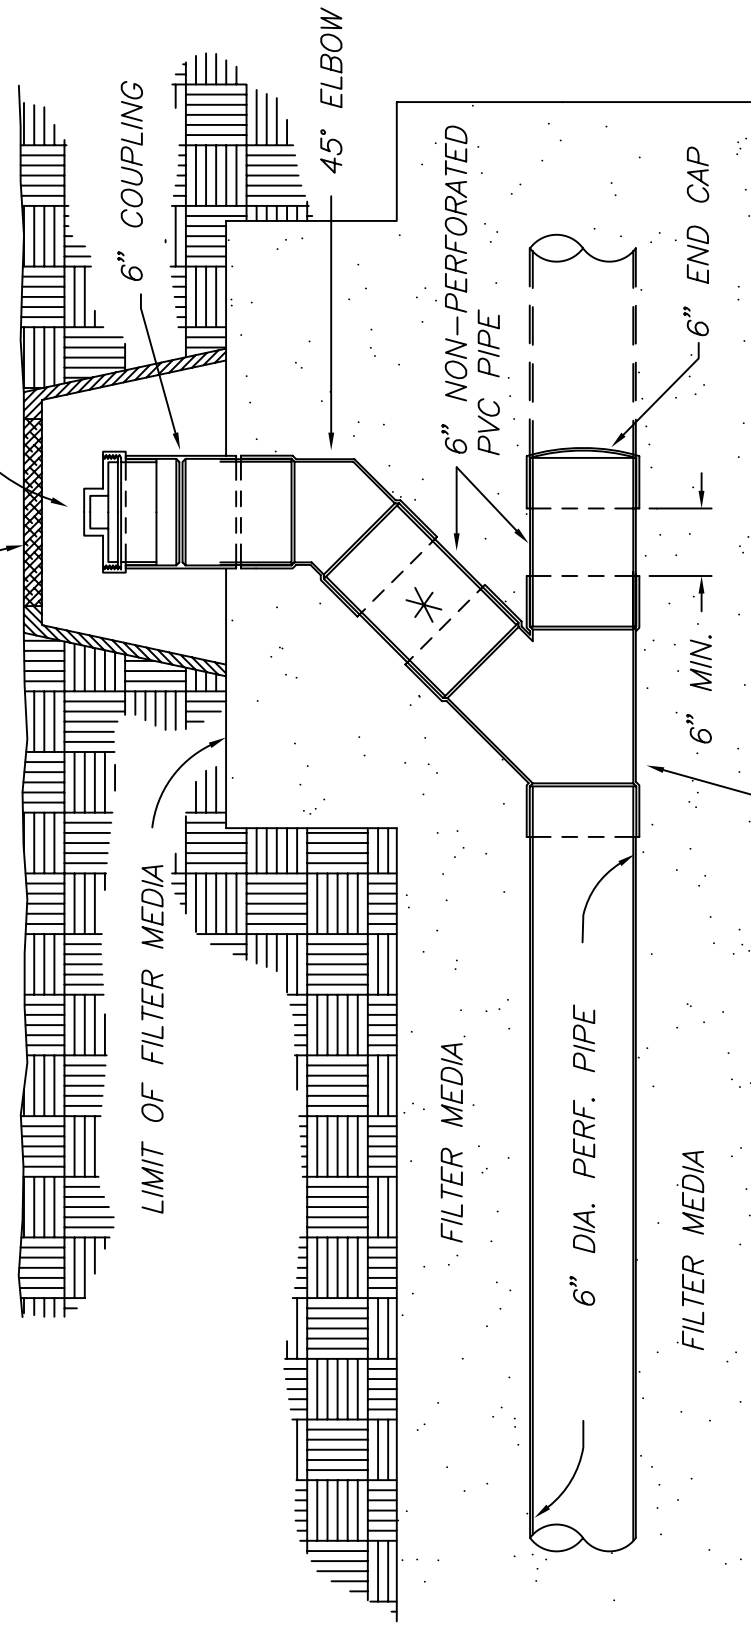 6” COUPLING
45° ELBOW
6” NON-PERFORATED
PVC PIPE
6” END CAP
6” MIN.
LIMIT OF FILTER MEDIA
FILTER MEDIA
6” DIA. PERF. PIPE
FILTER MEDIA